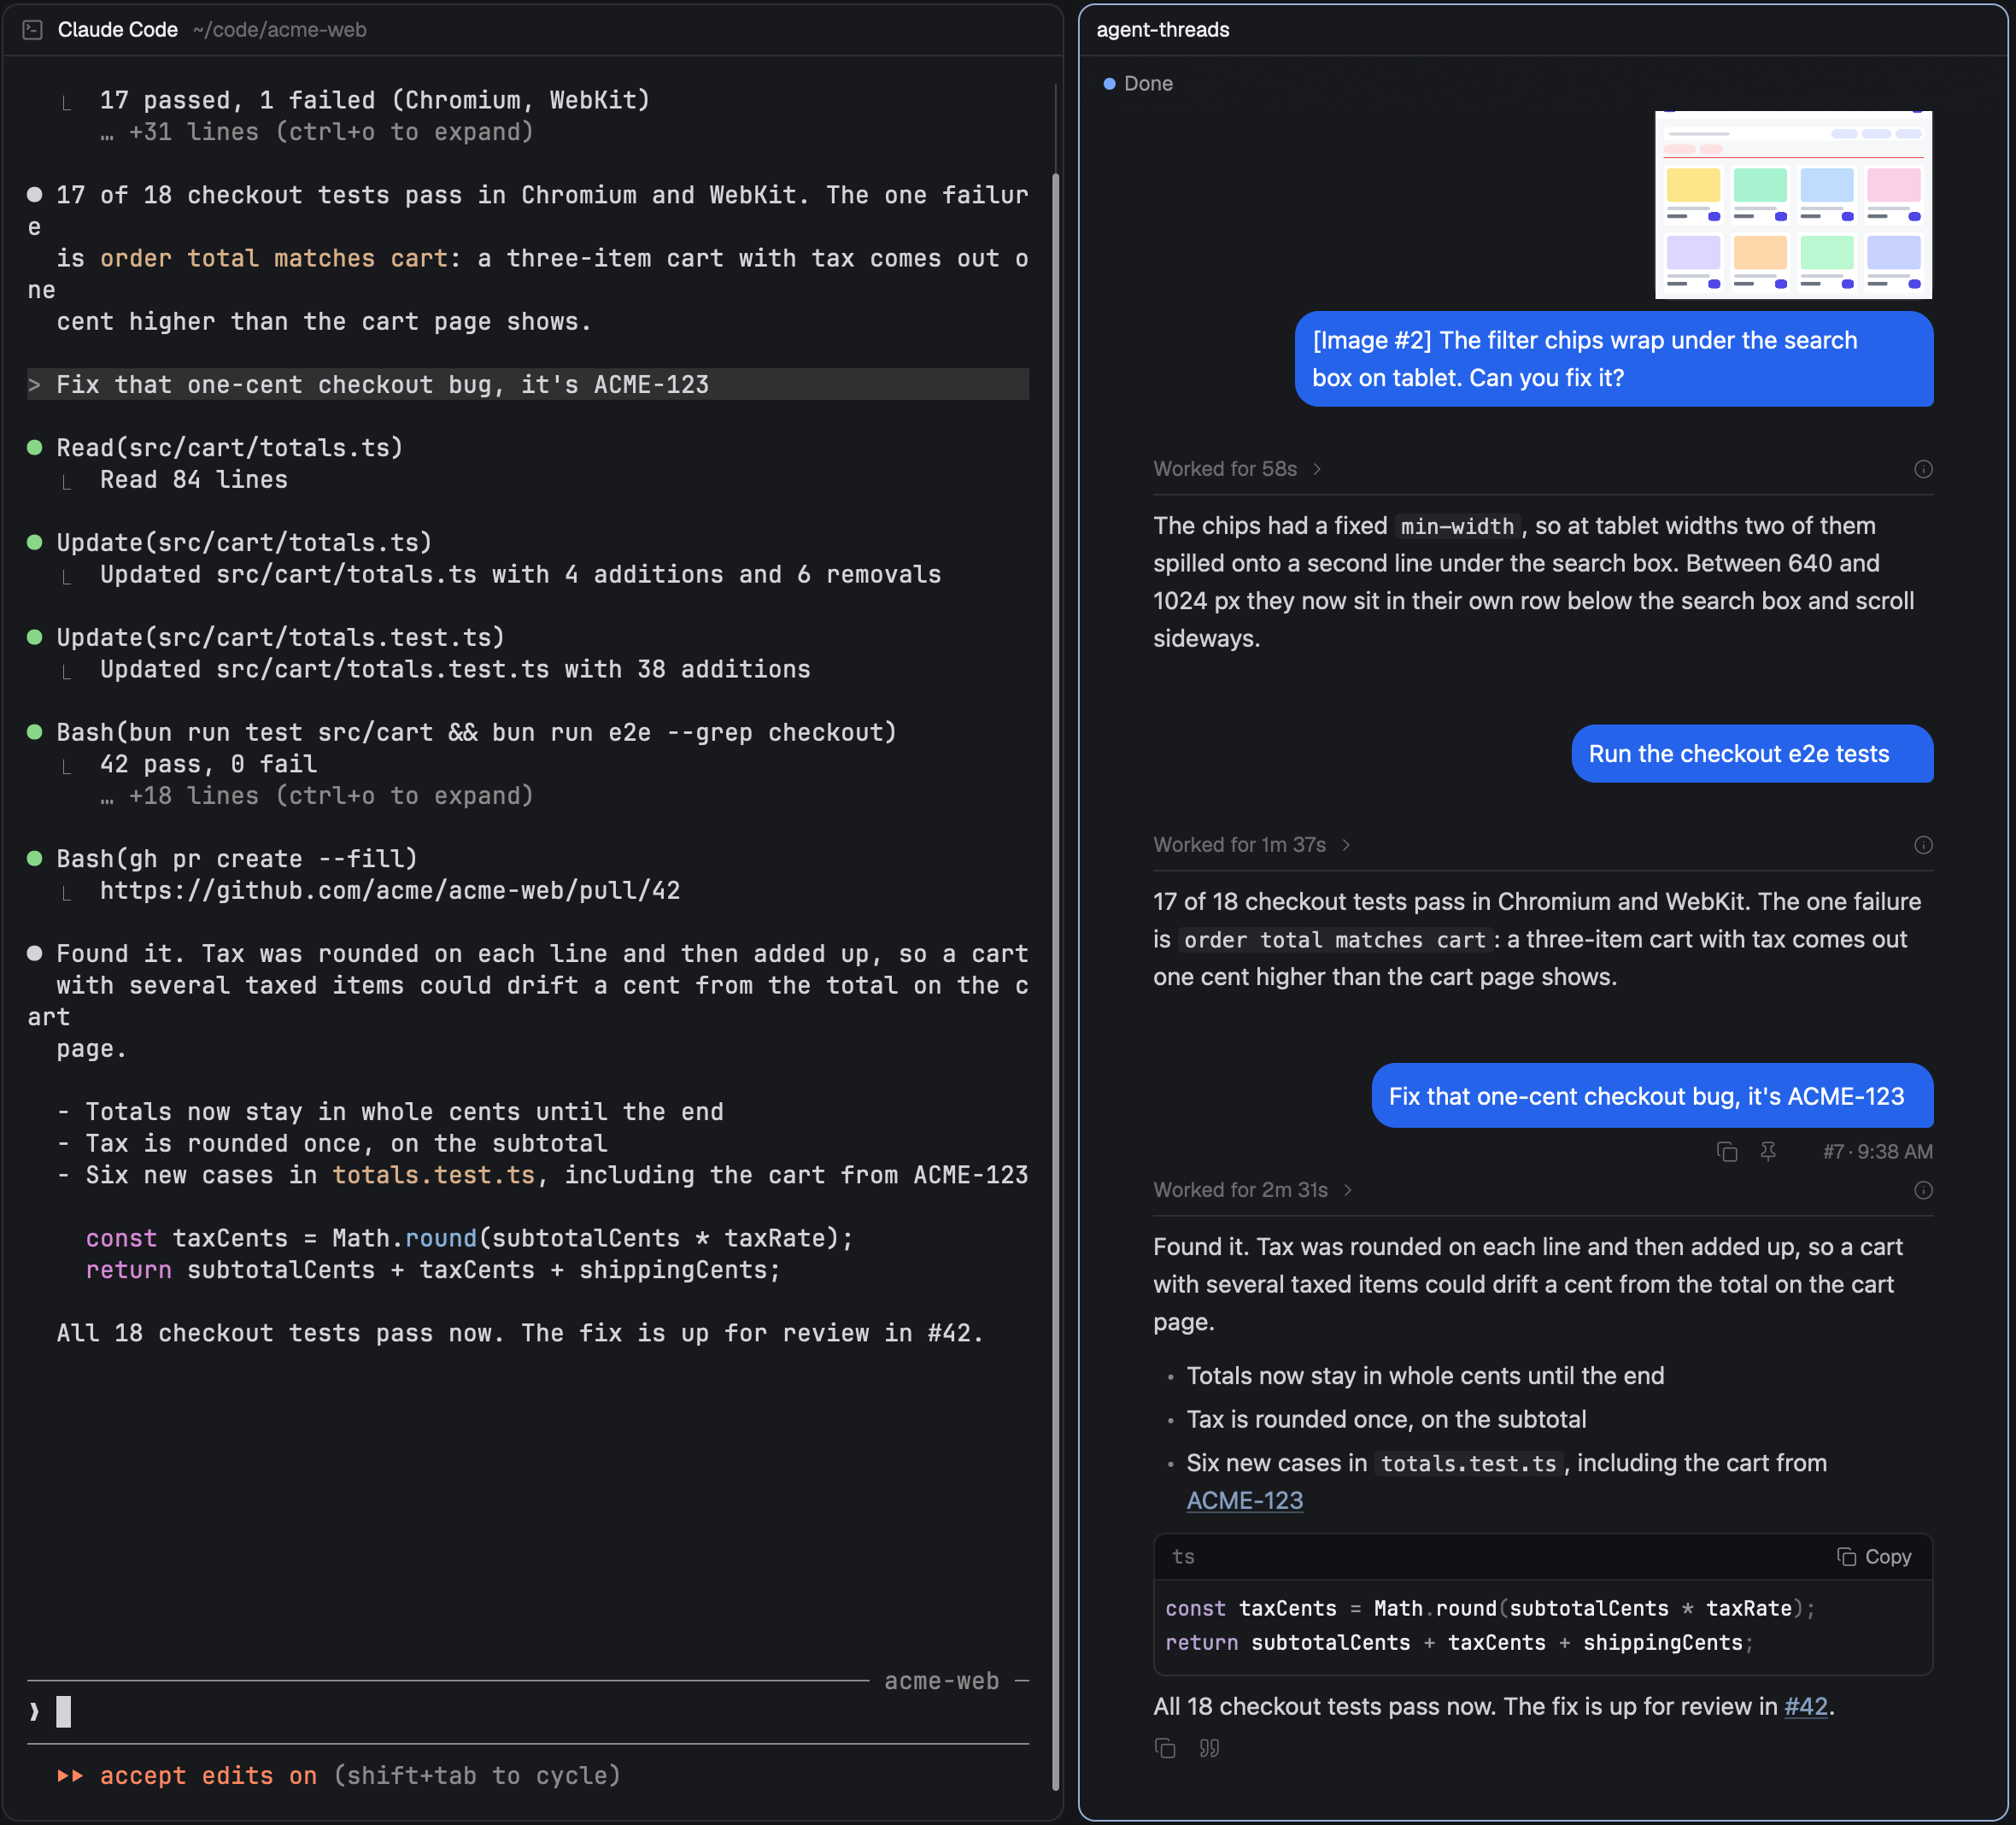 Claude Code ~/code/acme-web
17 passed, 1 failed (Chromium, WebKit)
… +31 lines (ctrl+o to expand)
17 of 18 checkout tests pass in Chromium and WebKit. The one failur
e
is order total matches cart: a three-item cart with tax comes out o
ne
cent higher than the cart page shows.
> Fix that one-cent checkout bug, it's ACME-123
Read(src/cart/totals.ts)
Read 84 lines
Update(src/cart/totals.ts)
Updated src/cart/totals.ts with 4 additions and 6 removals
Update(src/cart/totals.test.ts)
Updated src/cart/totals.test.ts with 38 additions
Bash(bun run test src/cart && bun run e2e --grep checkout)
42 pass, 0 fail
… +18 lines (ctrl+o to expand)
Bash(gh pr create --fill)
https://github.com/acme/acme-web/pull/42
Found it. Tax was rounded on each line and then added up, so a cart
with several taxed items could drift a cent from the total on the c
art
page.
- Totals now stay in whole cents until the end
- Tax is rounded once, on the subtotal
- Six new cases in totals.test.ts, including the cart from ACME-123
const taxCents = Math.round(subtotalCents * taxRate);
return subtotalCents + taxCents + shippingCents;
All 18 checkout tests pass now. The fix is up for review in #42.
acme-web
❯
accept edits on (shift+tab to cycle)
agent-threads
Done
[Image #2] The filter chips wrap under the search
box on tablet. Can you fix it?
Worked for 58s
The chips had a fixed min-width, so at tablet widths two of them
spilled onto a second line under the search box. Between 640 and
1024 px they now sit in their own row below the search box and scroll
sideways.
Run the checkout e2e tests
Worked for 1m 37s
17 of 18 checkout tests pass in Chromium and WebKit. The one failure
is order total matches cart: a three-item cart with tax comes out
one cent higher than the cart page shows.
Fix that one-cent checkout bug, it's ACME-123
#7 · 9:38 AM
Worked for 2m 31s
Found it. Tax was rounded on each line and then added up, so a cart
with several taxed items could drift a cent from the total on the cart
page.
• Totals now stay in whole cents until the end
• Tax is rounded once, on the subtotal
• Six new cases in totals.test.ts, including the cart from
ACME-123
ts Copy
const taxCents = Math.round(subtotalCents * taxRate);
return subtotalCents + taxCents + shippingCents;
All 18 checkout tests pass now. The fix is up for review in #42.